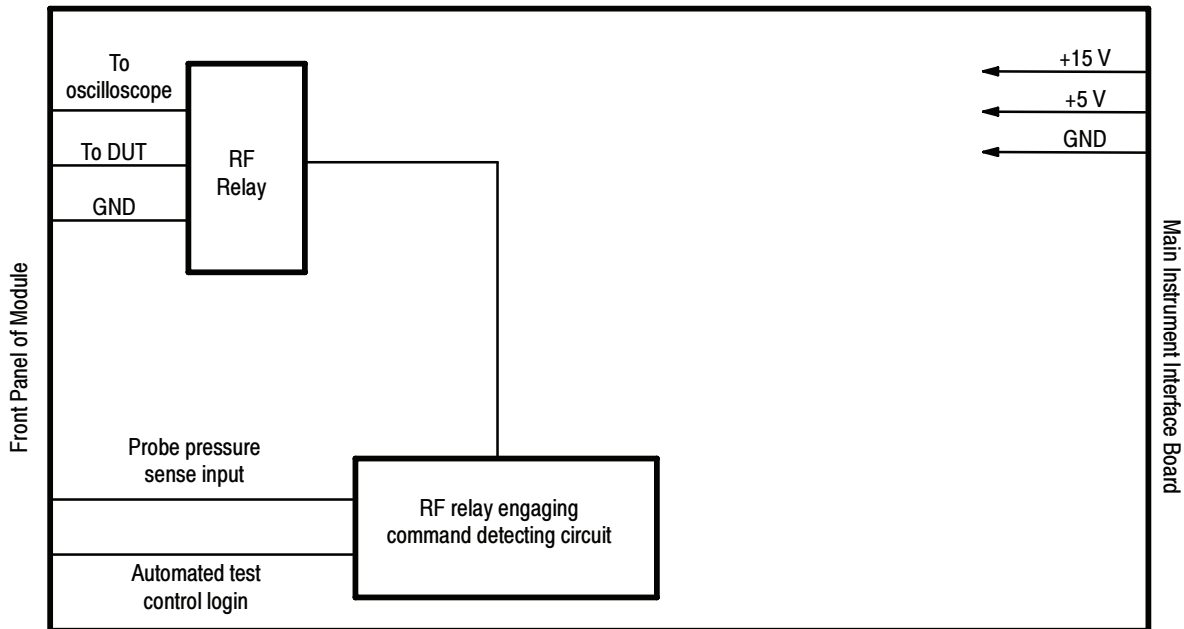 To
oscilloscope
To DUT
GND
RF
Relay
+15 V
+5 V
GND
Front Panel of Module
Main Instrument Interface Board
Probe pressure
sense input
Automated test
control login
RF relay engaging
command detecting circuit